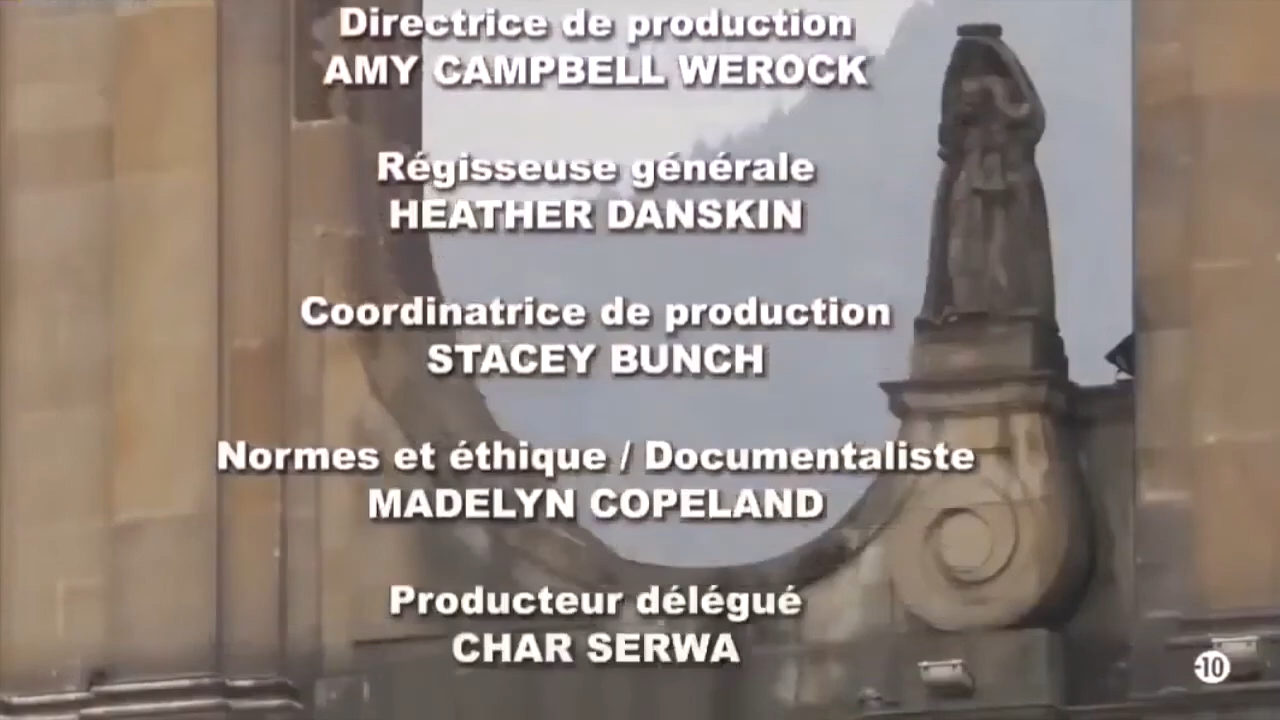 Directrice de production
AMY CAMPBELL WEROCK
Régisseuse générale
HEATHER DANSKIN
Coordinatrice de production
STACEY BUNCH
Normes et éthique / Documentaliste
MADELYN COPELAND
Producteur délégué
CHAR SERWA
-10